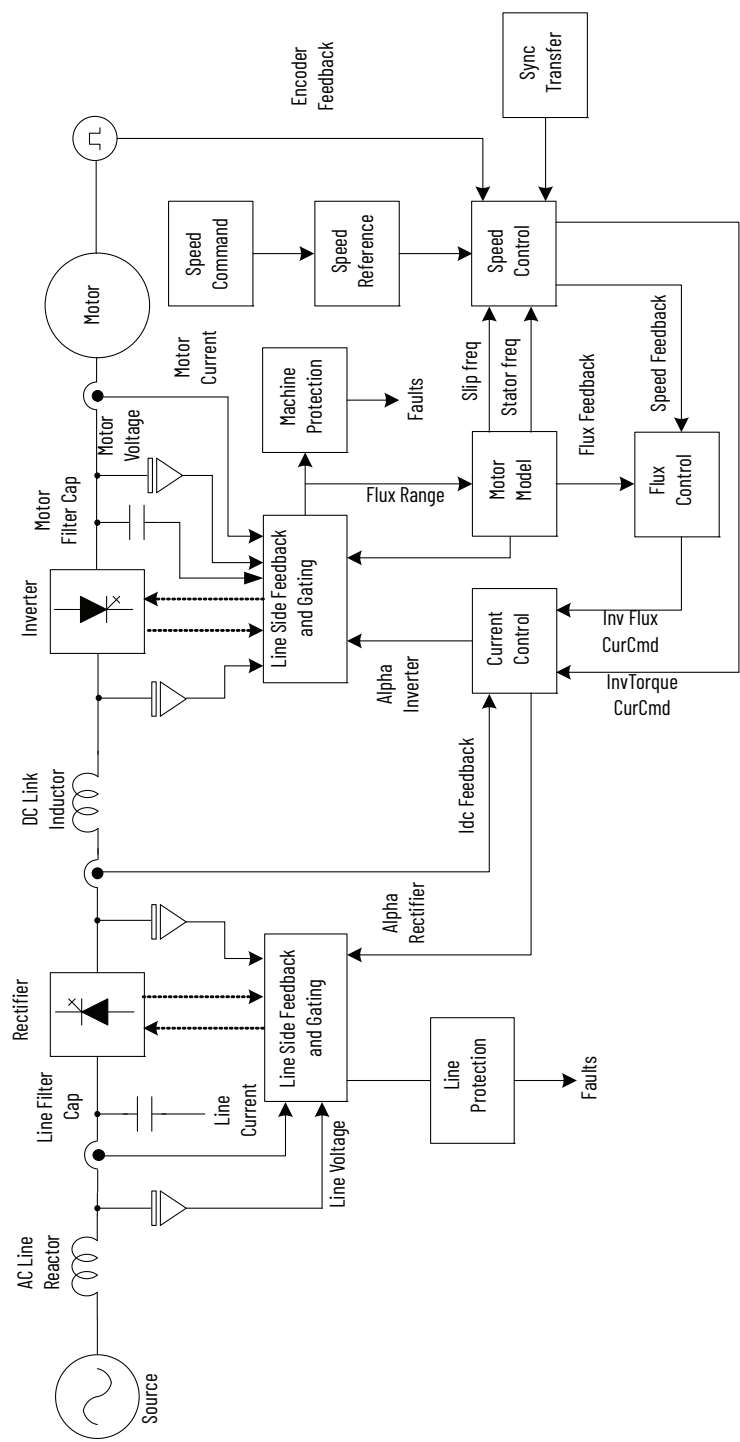 Source
AC Line
Reactor
Line Filter
Cap
Rectifier
DC Link
Inductor
Inverter
Motor
Filter Cap
Motor
Voltage
Motor
Current
Motor
Encoder
Feedback
Line Voltage
Line
Current
Line Side Feedback
and Gating
Alpha
Rectifier
Idc Feedback
Line
Protection
Faults
Line Side Feedback
and Gating
Alpha
Inverter
Machine
Protection
Faults
Flux Range
Speed
Command
Speed
Reference
Current
Control
Motor
Model
Slip freq
Stator freq
Speed
Control
Sync
Transfer
Flux Feedback
Speed Feedback
Flux
Control
Inv Flux
CurCmd
InvTorque
CurCmd